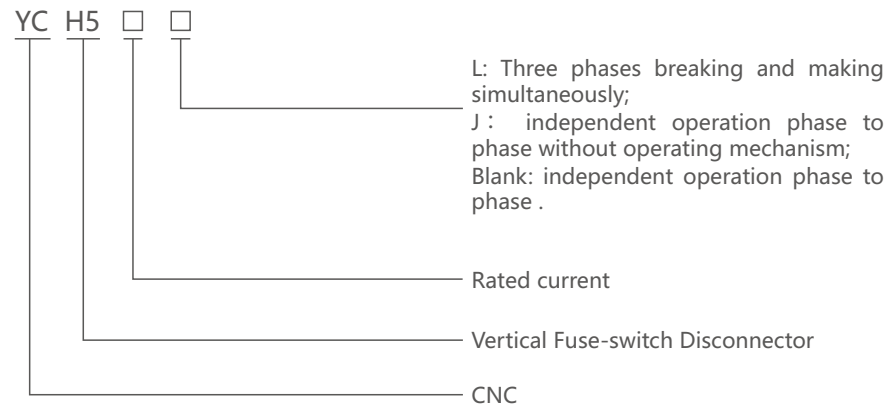 YC H5 □ □
L: Three phases breaking and making
simultaneously;
J： independent operation phase to
phase without operating mechanism;
Blank: independent operation phase to
phase .
Rated current
Vertical Fuse-switch Disconnector
CNC